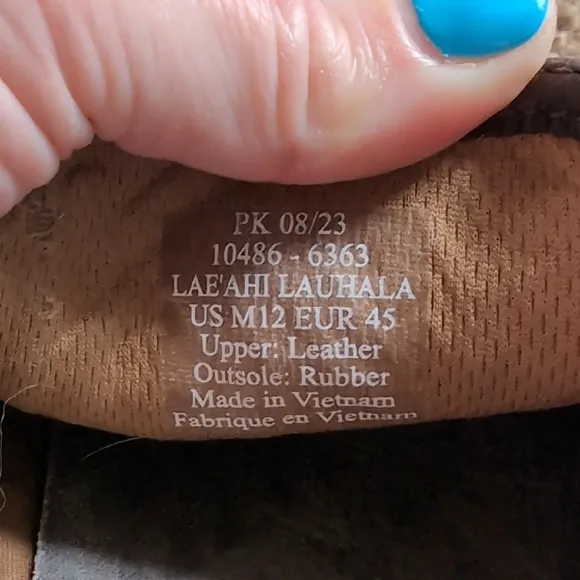 PK 08/23
10486 - 6363
LAE'AHI LAUHALA
US M12 EUR 45
Upper: Leather
Outsole: Rubber
Made in Vietnam
Fabriqué en Vietnam